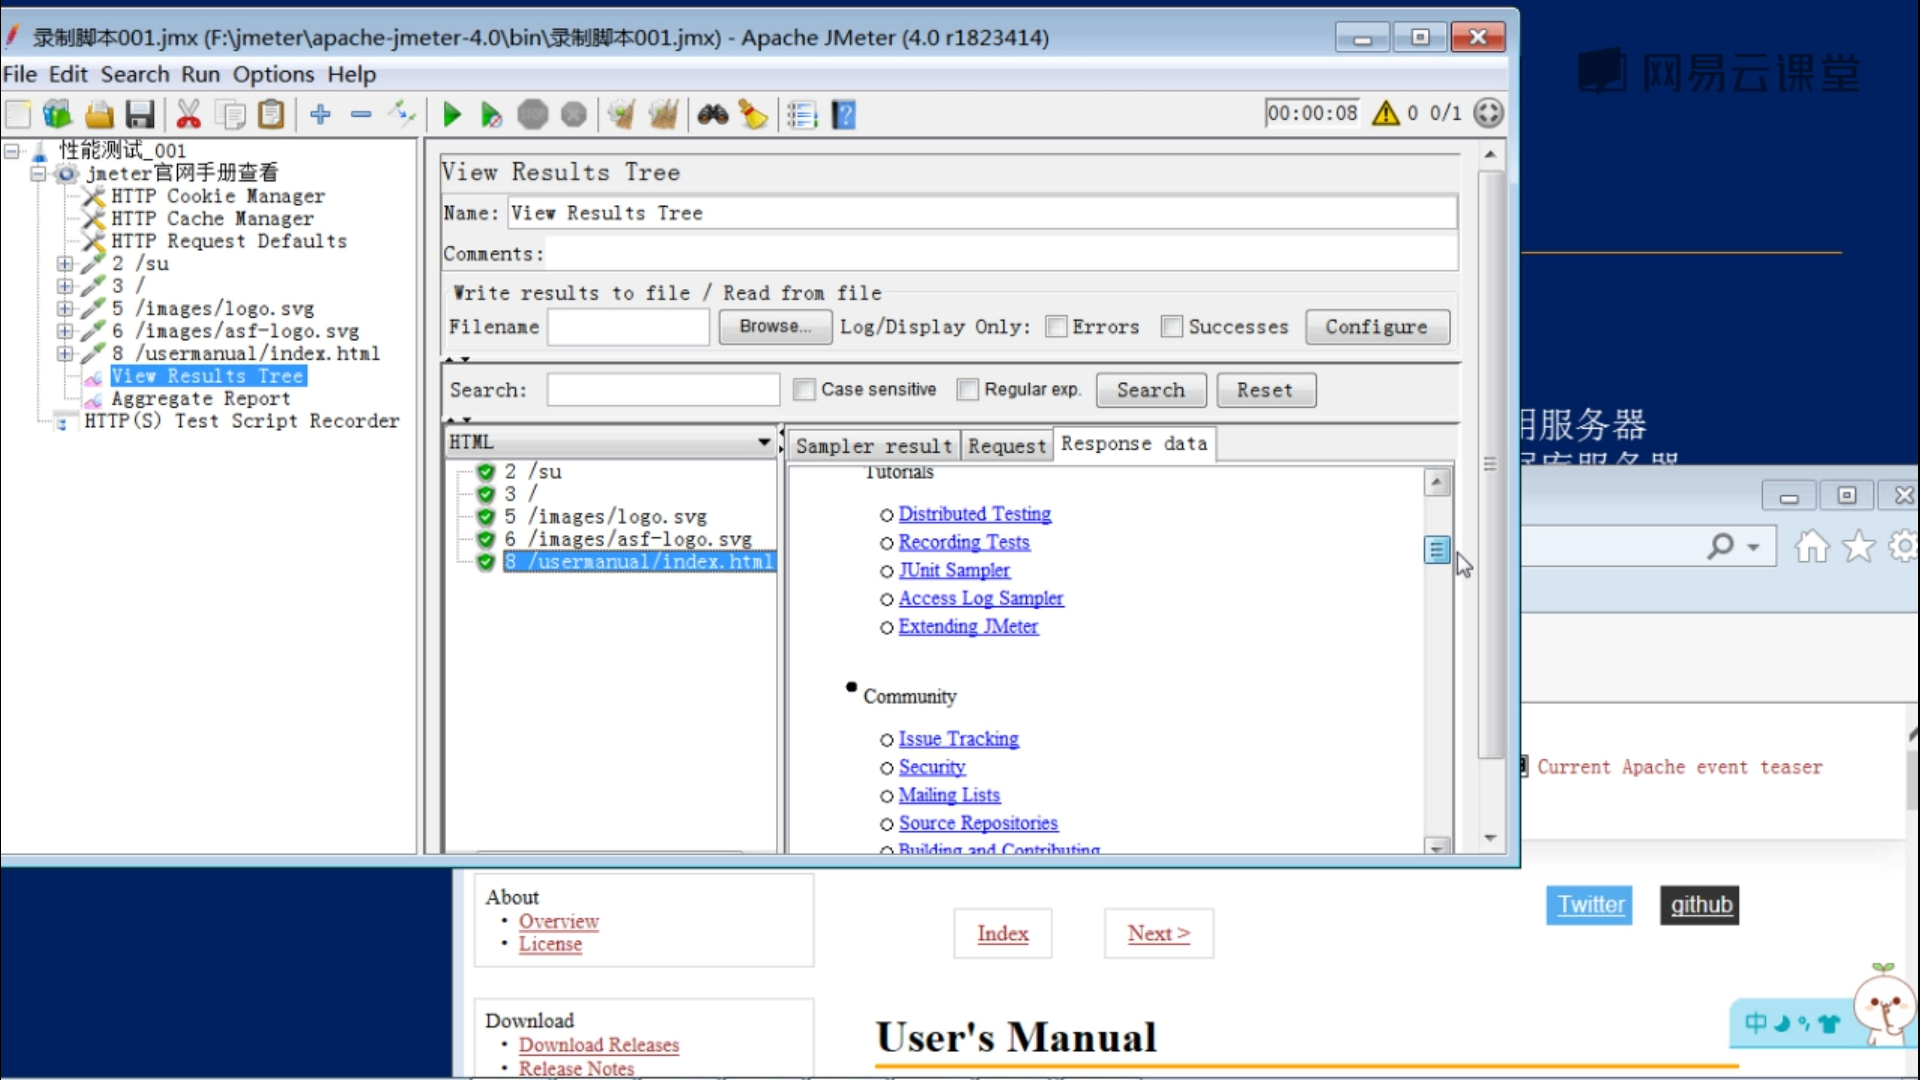 录制脚本001.jmx (F:\jmeter\apache-jmeter-4.0\bin\录制脚本001.jmx) - Apache JMeter (4.0 r1823414)
File Edit Search Run Options Help
00:00:08 0 0/1
网易云课堂
性能测试_001
jmeter官网手册查看
HTTP Cookie Manager
HTTP Cache Manager
HTTP Request Defaults
2 /su
3 /
5 /images/logo.svg
6 /images/asf-logo.svg
8 /usermanual/index.html
View Results Tree
Aggregate Report
HTTP(S) Test Script Recorder
View Results Tree
Name: View Results Tree
Comments:
Write results to file / Read from file
Filename Browse... Log/Display Only: Errors Successes Configure
Search: Case sensitive Regular exp. Search Reset
HTML
2 /su
3 /
5 /images/logo.svg
6 /images/asf-logo.svg
8 /usermanual/index.html
Sampler result Request Response data
Tutorials
Distributed Testing
Recording Tests
JUnit Sampler
Access Log Sampler
Extending JMeter
Community
Issue Tracking
Security
Mailing Lists
Source Repositories
Building and Contributing
用服务器
Current Apache event teaser
About
Overview
License
Index Next >
Twitter github
Download
Download Releases
Release Notes
User's Manual
中